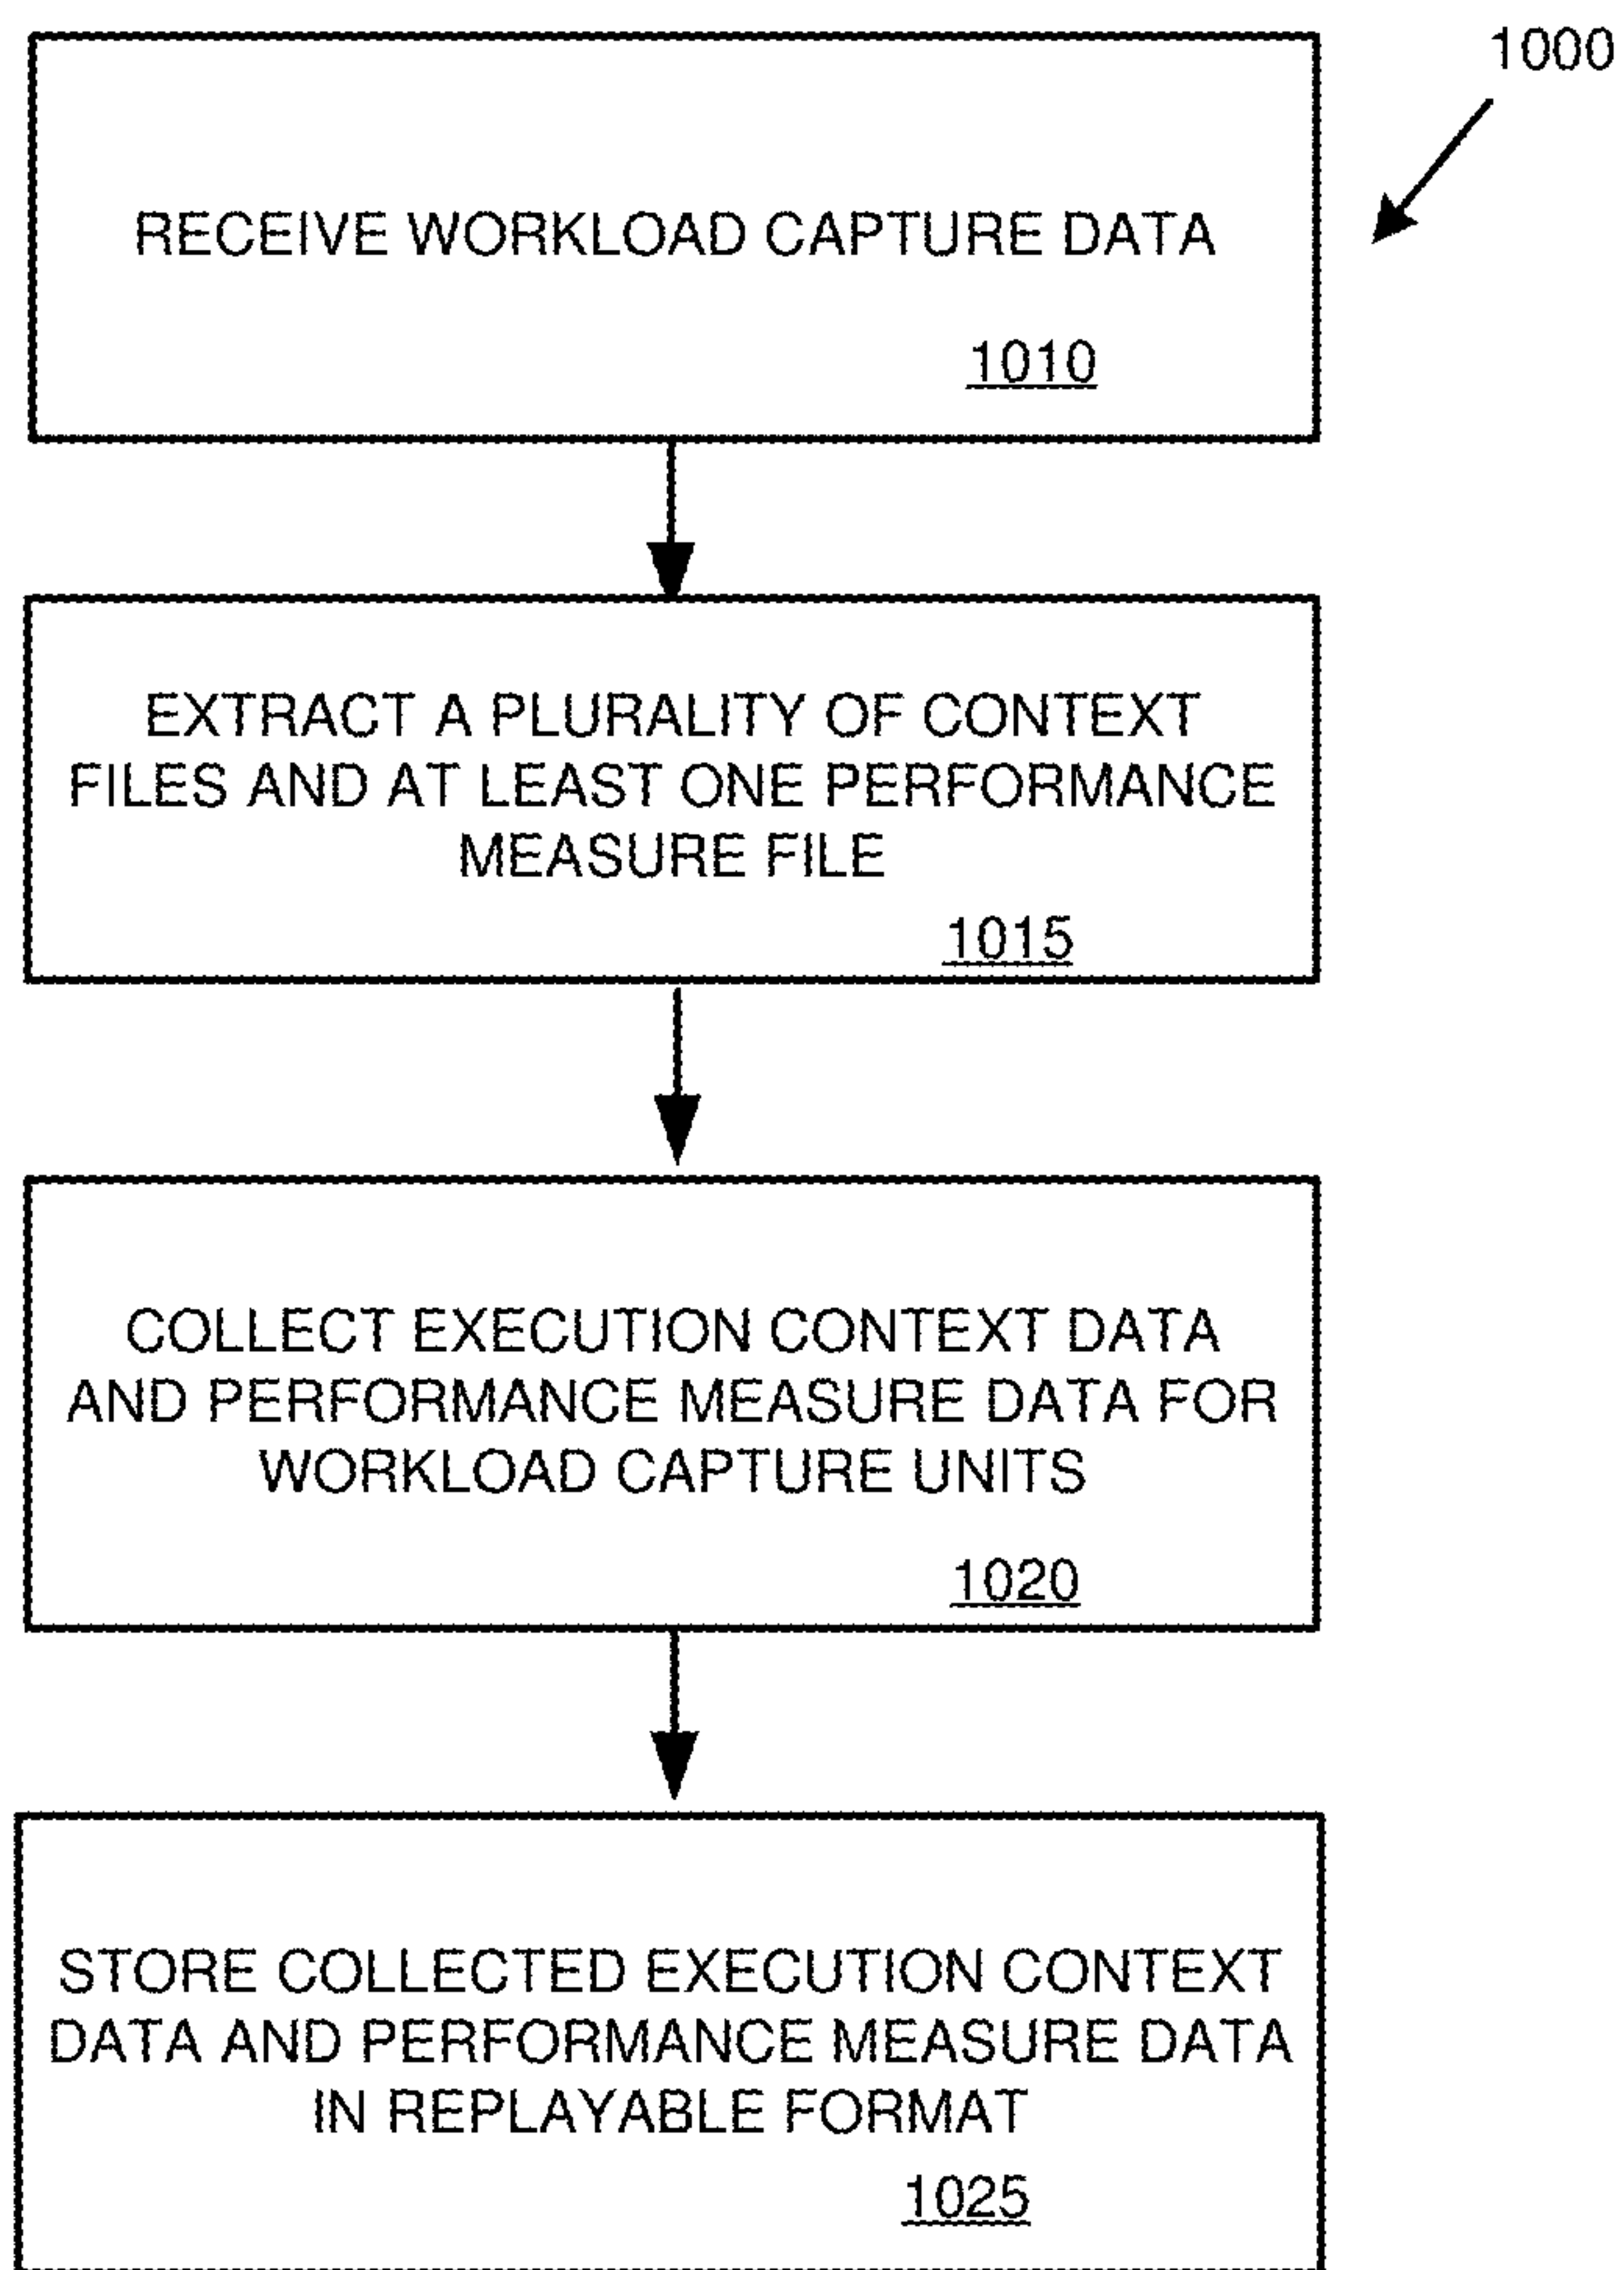 1000
RECEIVE WORKLOAD CAPTURE DATA
1010
EXTRACT A PLURALITY OF CONTEXT
FILES AND AT LEAST ONE PERFORMANCE
MEASURE FILE
1015
COLLECT EXECUTION CONTEXT DATA
AND PERFORMANCE MEASURE DATA FOR
WORKLOAD CAPTURE UNITS
1020
STORE COLLECTED EXECUTION CONTEXT
DATA AND PERFORMANCE MEASURE DATA
IN REPLAYABLE FORMAT
1025